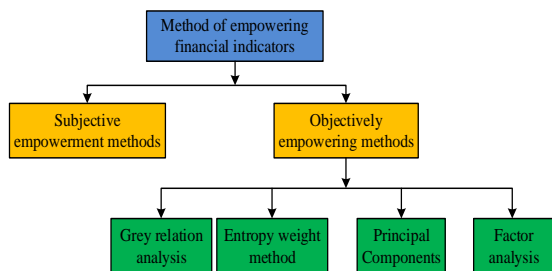 Method of empowering
financial indicators
Subjective
empowerment methods
Objectively
empowering methods
Grey relation
analysis
Entropy weight
method
Principal
Components
Factor
analysis